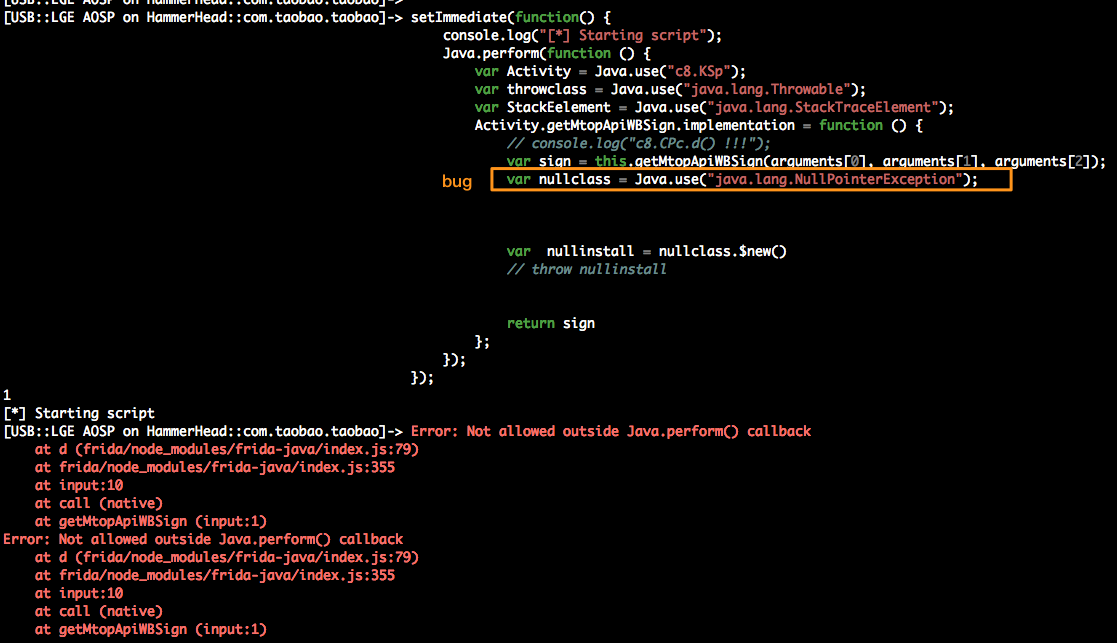 [USB::LGE AOSP on HammerHead::com.taobao.taobao]->
[USB::LGE AOSP on HammerHead::com.taobao.taobao]-> setImmediate(function() {
console.log("[*] Starting script");
Java.perform(function () {
var Activity = Java.use("c8.KSp");
var throwclass = Java.use("java.lang.Throwable");
var StackEelement = Java.use("java.lang.StackTraceElement");
Activity.getMtopApiWBSign.implementation = function () {
// console.log("c8.CPc.d() !!!");
var sign = this.getMtopApiWBSign(arguments[0], arguments[1], arguments[2]);
bug var nullclass = Java.use("java.lang.NullPointerException");
var  nullinstall = nullclass.$new()
// throw nullinstall
return sign
};
});
});
1
[*] Starting script
[USB::LGE AOSP on HammerHead::com.taobao.taobao]-> Error: Not allowed outside Java.perform() callback
at d (frida/node_modules/frida-java/index.js:79)
at frida/node_modules/frida-java/index.js:355
at input:10
at call (native)
at getMtopApiWBSign (input:1)
Error: Not allowed outside Java.perform() callback
at d (frida/node_modules/frida-java/index.js:79)
at frida/node_modules/frida-java/index.js:355
at input:10
at call (native)
at getMtopApiWBSign (input:1)